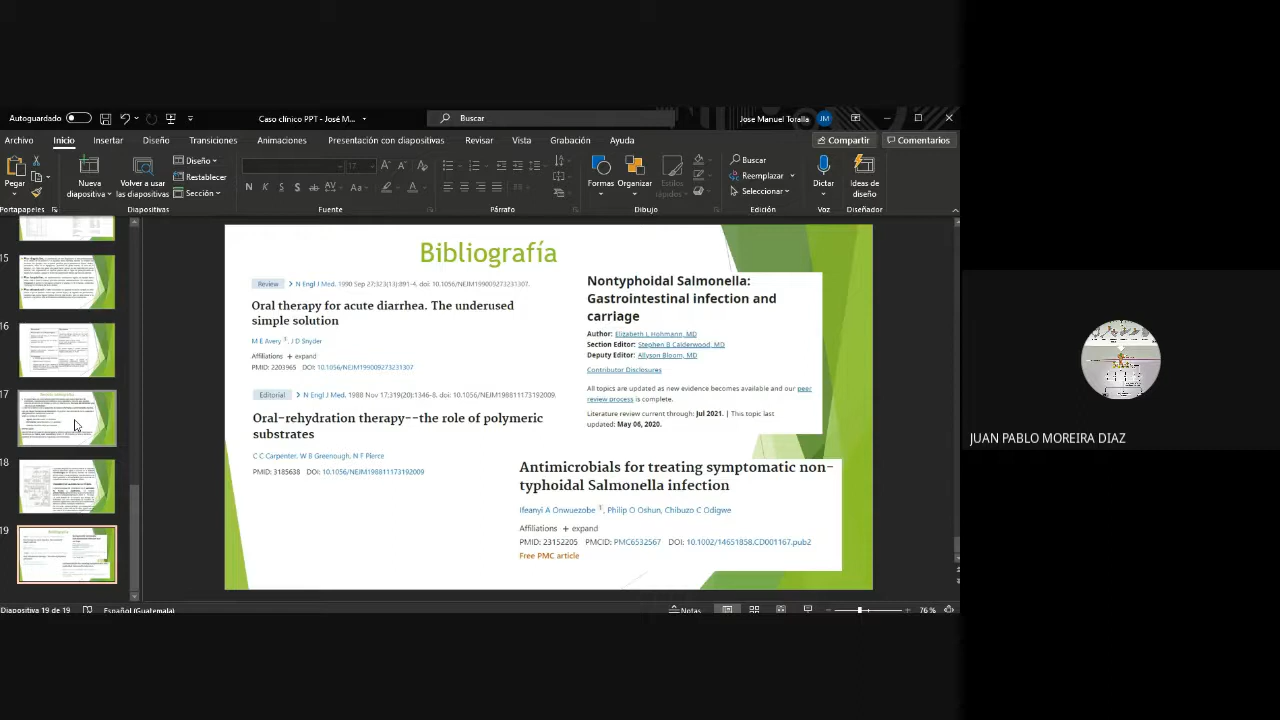 Autoguardado
Caso clínico PPT - José M...
Buscar
Jose Manuel Toralla
JM
Archivo
Inicio
Insertar
Diseño
Transiciones
Animaciones
Presentación con diapositivas
Revisar
Vista
Grabación
Ayuda
Compartir
Comentarios
Pegar
Nueva diapositiva
Volver a usar las diapositivas
Diseño
Restablecer
Sección
17
N K S S ab AV Aa A
Formas
Organizar
Estilos rápidos
Buscar
Reemplazar
Seleccionar
Dictar
Ideas de diseño
Portapapeles
Diapositivas
Fuente
Párrafo
Dibujo
Edición
Voz
Diseñador
15
16
17
18
19
Bibliografía
Review
N Engl J Med. 1990 Sep 27;323(13):891-4. doi: 10.1056/NEJM199009273231307.
Oral therapy for acute diarrhea. The underused
simple solution
M E Avery 1, J D Snyder
Affiliations + expand
PMID: 2203965 DOI: 10.1056/NEJM199009273231307
Editorial
N Engl J Med. 1988 Nov 17;319(20):1346-8. doi: 10.1056/NEJM198811173192009.
Oral-rehydration therapy--the role of polymeric
substrates
C C Carpenter, W B Greenough, N F Pierce
PMID: 3185638 DOI: 10.1056/NEJM198811173192009
Nontyphoidal Salmonella:
Gastrointestinal infection and
carriage
Author: Elizabeth L Hohmann, MD
Section Editor: Stephen B Calderwood, MD
Deputy Editor: Allyson Bloom, MD
Contributor Disclosures
All topics are updated as new evidence becomes available and our peer
review process is complete.
Literature review current through: Jul 2021. | This topic last
updated: May 06, 2020.
Antimicrobials for treating symptomatic non-
typhoidal Salmonella infection
Ifeanyi A Onwuezobe 1, Philip O Oshun, Chibuzo C Odigwe
Affiliations + expand
PMID: 23152205 PMCID: PMC6532567 DOI: 10.1002/14651858.CD001167.pub2
Free PMC article
JUAN PABLO MOREIRA DIAZ
Diapositiva 19 de 19
Español (Guatemala)
Notas
76 %